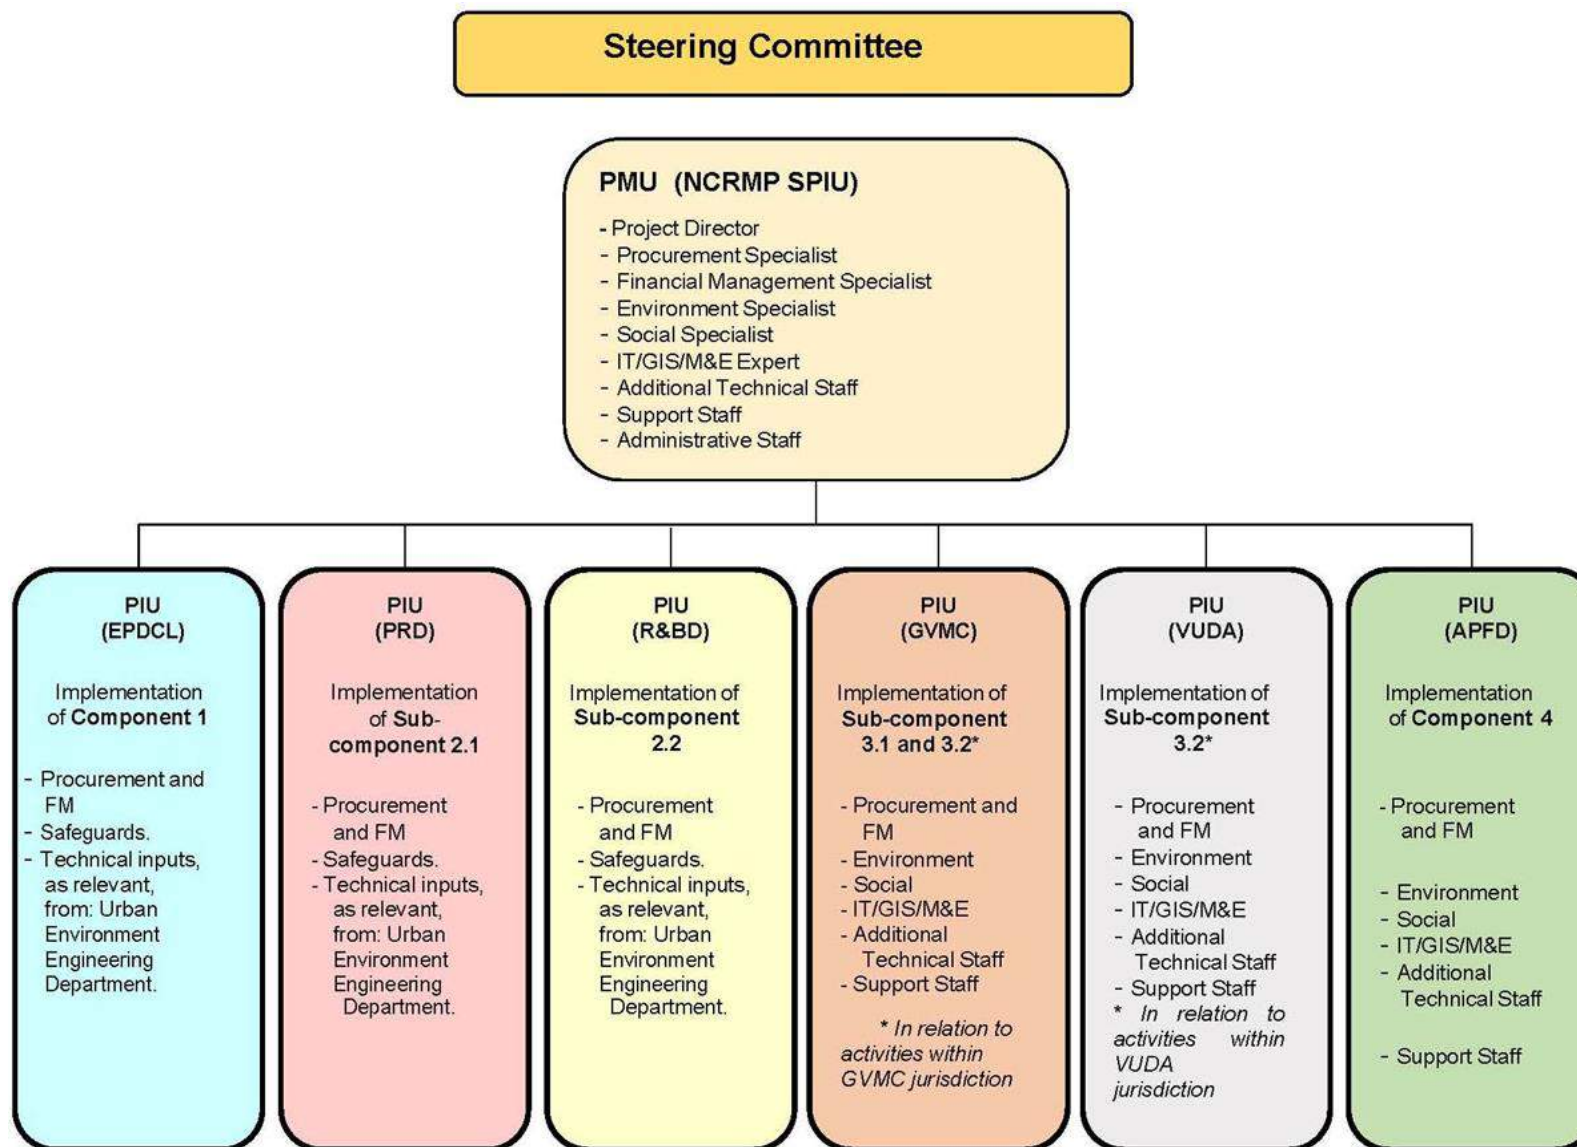 Steering Committee
PMU (NCRMP SPIU)
- Project Director
- Procurement Specialist
- Financial Management Specialist
- Environment Specialist
- Social Specialist
- IT/GIS/M&E Expert
- Additional Technical Staff
- Support Staff
- Administrative Staff
PIU
(EPDCL)
Implementation
of Component 1
- Procurement and
FM
- Safeguards.
- Technical inputs,
as relevant,
from: Urban
Environment
Engineering
Department.
PIU
(PRD)
Implementation
of Sub-
component 2.1
- Procurement
and FM
- Safeguards.
- Technical inputs,
as relevant,
from: Urban
Environment
Engineering
Department.
PIU
(R&BD)
Implementation of
Sub-component
2.2
- Procurement
and FM
- Safeguards.
- Technical inputs,
as relevant,
from: Urban
Environment
Engineering
Department.
PIU
(GVMC)
Implementation of
Sub-component
3.1 and 3.2*
- Procurement and
FM
- Environment
- Social
- IT/GIS/M&E
- Additional
Technical Staff
- Support Staff
* In relation to
activities within
GVMC jurisdiction
PIU
(VUDA)
Implementation of
Sub-component
3.2*
- Procurement
and FM
- Environment
- Social
- IT/GIS/M&E
- Additional
Technical Staff
- Support Staff
* In relation to
activities within
VUDA
jurisdiction
PIU
(APFD)
Implementation
of Component 4
- Procurement
and FM
- Environment
- Social
- IT/GIS/M&E
- Additional
Technical Staff
- Support Staff